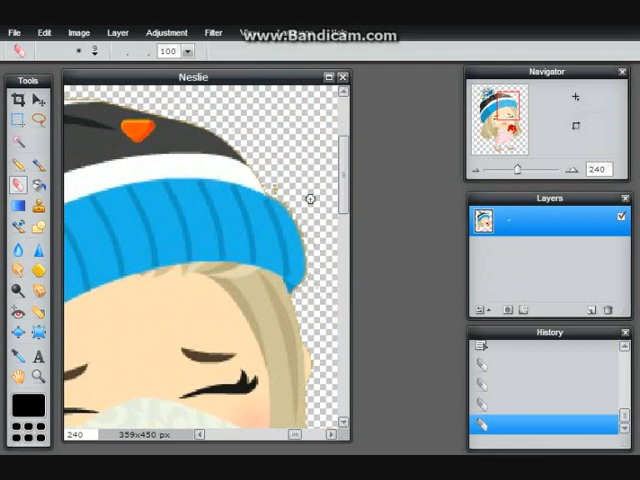 www.Bandicam.com
File Edit Image Layer Adjustment Filter
9 100
Tools
Neslie
Navigator
240
Layers
History
240 359x450 px